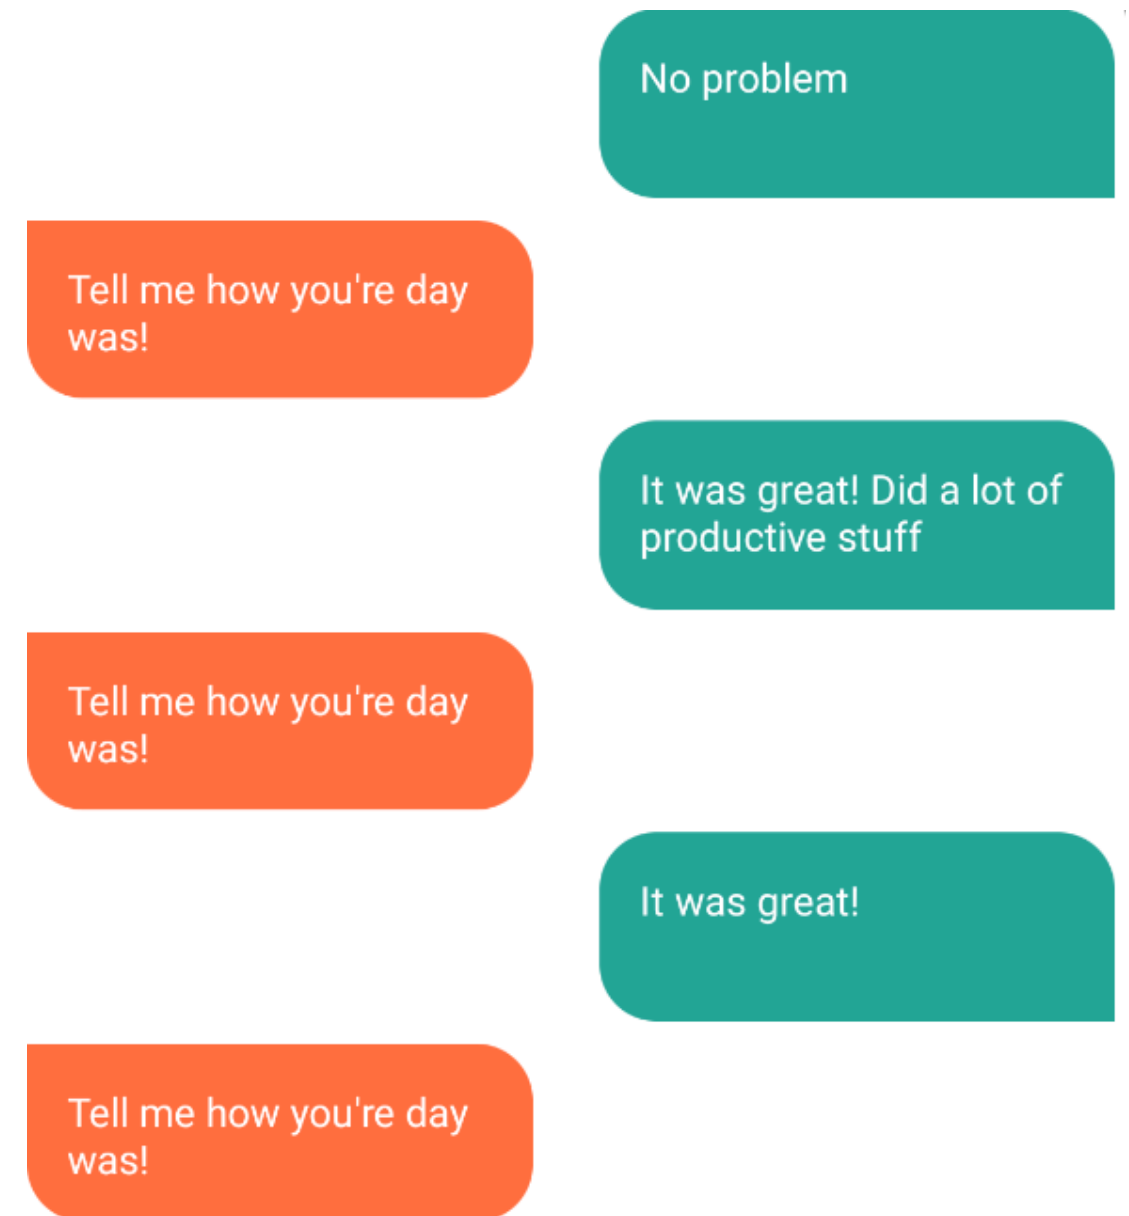 No problem
Tell me how you're day
was!
It was great! Did a lot of
productive stuff
Tell me how you're day
was!
It was great!
Tell me how you're day
was!